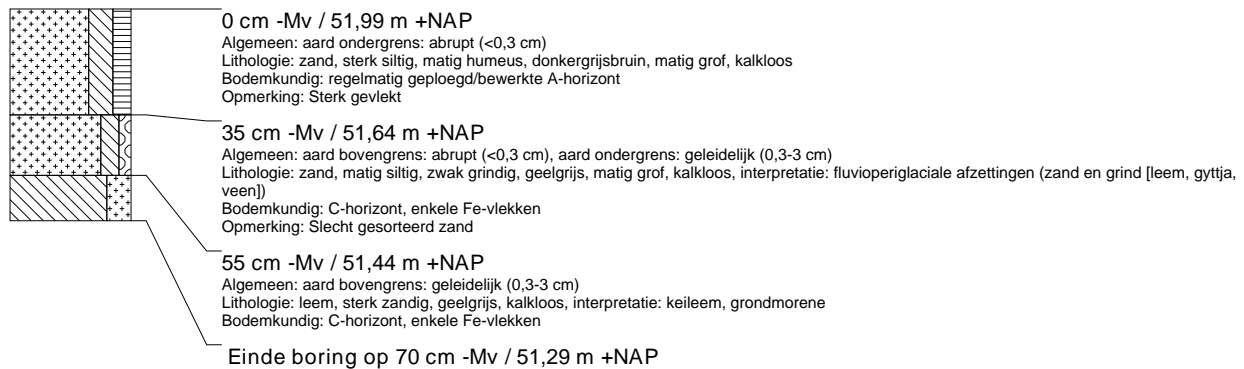 0 cm -Mv / 51,99 m +NAP
Algemeen: aard ondergrens: abrupt (<0,3 cm)
Lithologie: zand, sterk siltig, matig humeus, donkergrijsbruin, matig grof, kalkloos
Bodemkundig: regelmatig geploegd/bewerkte A-horizont
Opmerking: Sterk gevlekt
35 cm -Mv / 51,64 m +NAP
Algemeen: aard bovengrens: abrupt (<0,3 cm), aard ondergrens: geleidelijk (0,3-3 cm)
Lithologie: zand, matig siltig, zwak grindig, geelgrijs, matig grof, kalkloos, interpretatie: fluvioperiglaciale afzettingen (zand en grind [leem, gyttja,
veen])
Bodemkundig: C-horizont, enkele Fe-vlekken
Opmerking: Slecht gesorteerd zand
55 cm -Mv / 51,44 m +NAP
Algemeen: aard bovengrens: geleidelijk (0,3-3 cm)
Lithologie: leem, sterk zandig, geelgrijs, kalkloos, interpretatie: keileem, grondmorene
Bodemkundig: C-horizont, enkele Fe-vlekken
Einde boring op 70 cm -Mv / 51,29 m +NAP